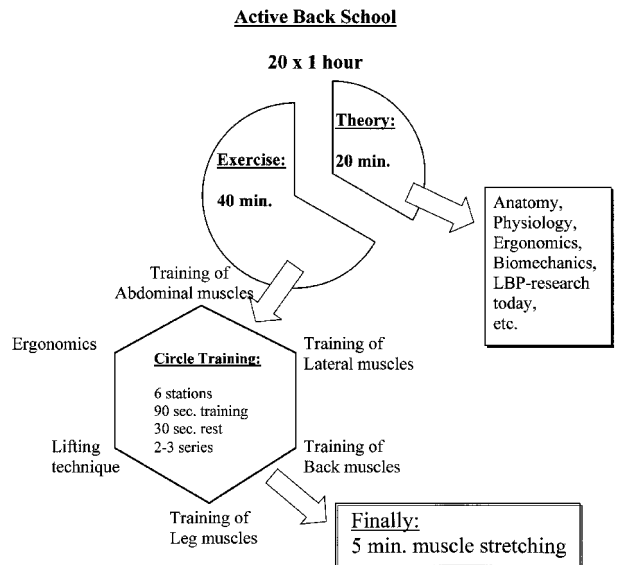 Active Back School
20 x 1 hour
Theory:
20 min.
Exercise:
40 min.
Anatomy,
Physiology,
Ergonomics,
Biomechanics,
LBP-research
today,
etc.
Training of
Abdominal muscles
Ergonomics
Training of
Lateral muscles
Circle Training:
6 stations
90 sec. training
30 sec. rest
2-3 series
Lifting
technique
Training of
Back muscles
Training of
Leg muscles
Finally:
5 min. muscle stretching